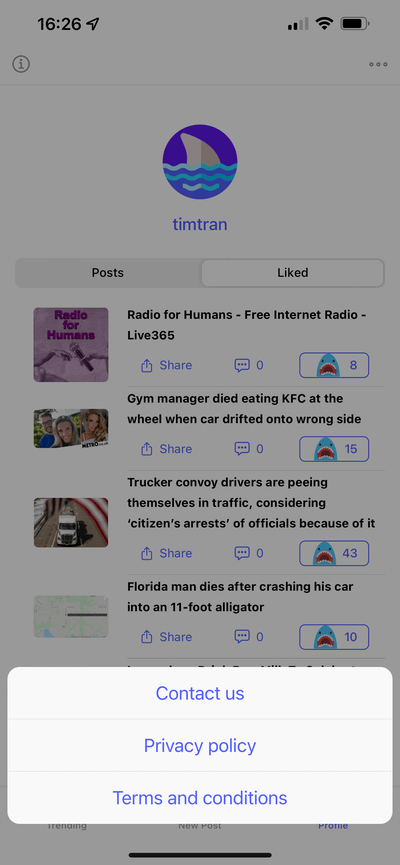 16:26
timtran
Posts
Liked
Radio
for
Humans
Radio for Humans - Free Internet Radio -
Live365
Share
0
8
METRO
Gym manager died eating KFC at the
wheel when car drifted onto wrong side
Share
0
15
Trucker convoy drivers are peeing
themselves in traffic, considering
‘citizen’s arrests’ of officials because of it
Share
0
43
Florida man dies after crashing his car
into an 11-foot alligator
Share
0
10
Contact us
Privacy policy
Terms and conditions
Trending
New Post
Profile